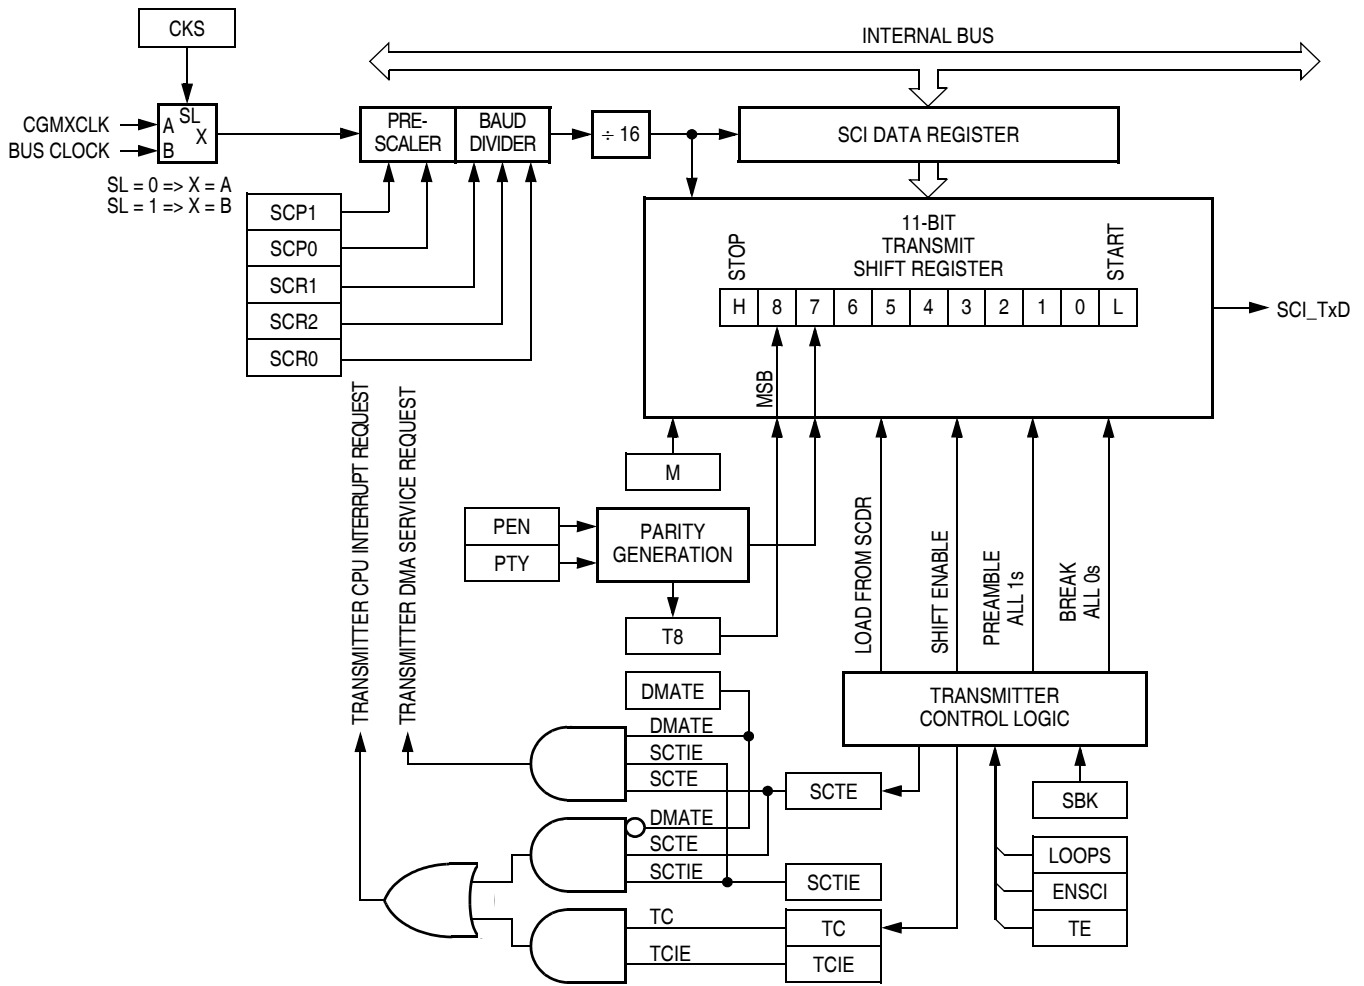 CKS
INTERNAL BUS
CGMXCLK
BUS CLOCK
SL
A
X
B
SL = 0 => X = A
SL = 1 => X = B
PRE-
SCALER
BAUD
DIVIDER
÷ 16
SCI DATA REGISTER
SCP1
SCP0
SCR1
SCR2
SCR0
11-BIT
TRANSMIT
SHIFT REGISTER
STOP
START
H 8 7 6 5 4 3 2 1 0 L
SCI_TxD
MSB
M
TRANSMITTER CPU INTERRUPT REQUEST
TRANSMITTER DMA SERVICE REQUEST
PEN
PTY
PARITY
GENERATION
T8
LOAD FROM SCDR
SHIFT ENABLE
PREAMBLE
ALL 1s
BREAK
ALL 0s
TRANSMITTER
CONTROL LOGIC
DMATE
DMATE
SCTIE
SCTE
SCTE
SBK
DMATE
SCTE
SCTIE
SCTIE
LOOPS
ENSCI
TE
TC
TC
TCIE
TCIE